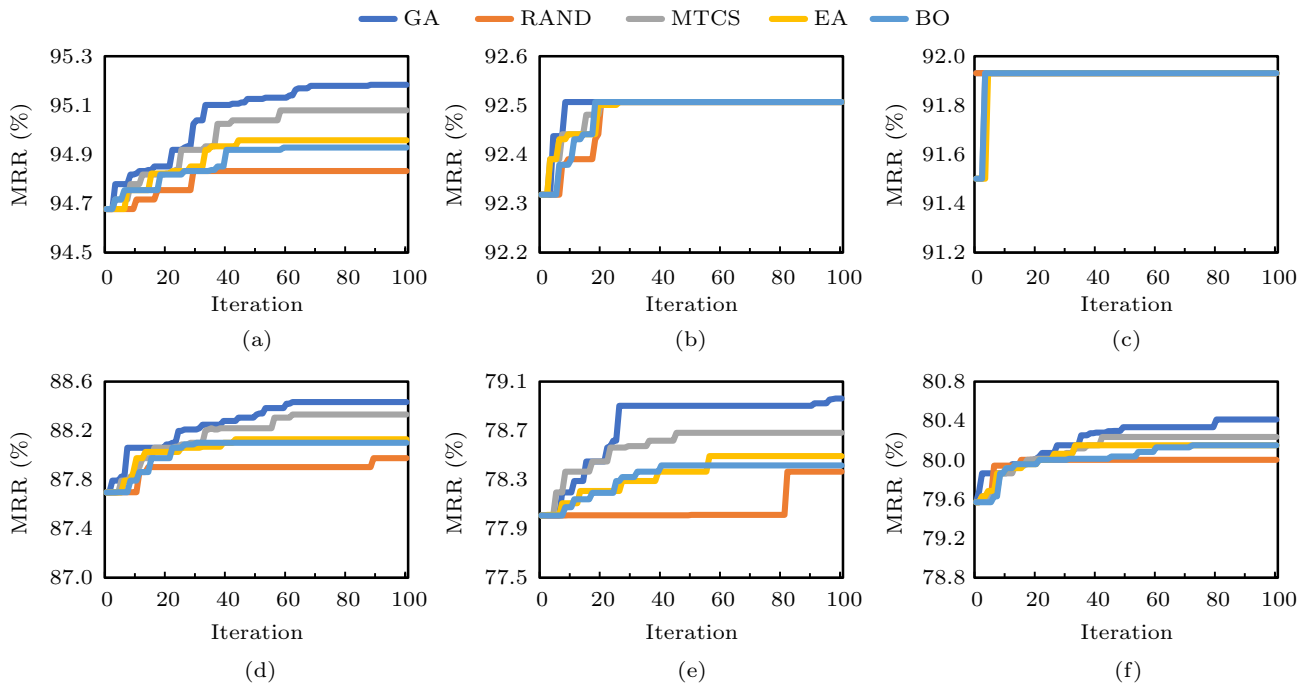 GA RAND MTCS EA BO
95.3 92.6 92.0
95.1 92.5 91.8
94.9 92.4 91.6
94.7 92.3 91.4
94.5 92.2 91.2
MRR (%) MRR (%) MRR (%)
0 20 40 60 80 100 0 20 40 60 80 100 0 20 40 60 80 100
Iteration Iteration Iteration
(a) (b) (c)
88.6 79.1 80.8
88.2 78.7 80.4
87.8 78.3 80.0
87.4 77.9 79.6
87.0 77.5 79.2
78.8
MRR (%) MRR (%) MRR (%)
0 20 40 60 80 100 0 20 40 60 80 100 0 20 40 60 80 100
Iteration Iteration Iteration
(d) (e) (f)